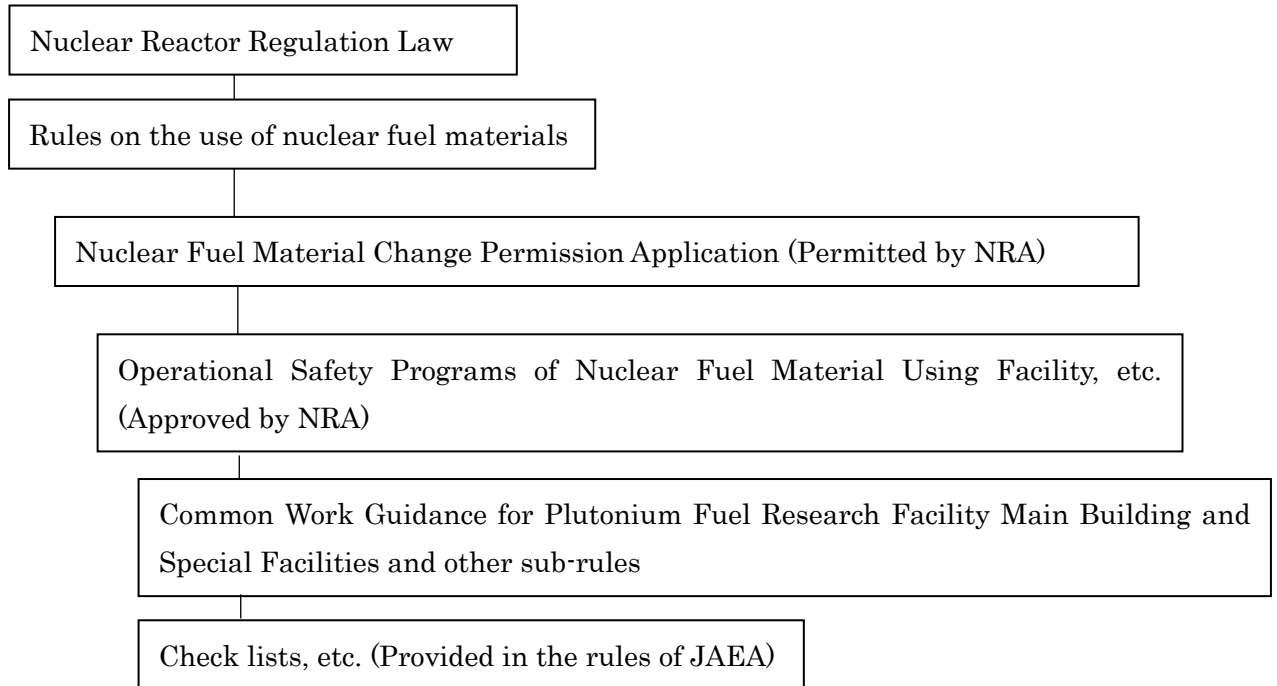 Nuclear Reactor Regulation Law
Rules on the use of nuclear fuel materials
Nuclear Fuel Material Change Permission Application (Permitted by NRA)
Operational Safety Programs of Nuclear Fuel Material Using Facility, etc.
(Approved by NRA)
Common Work Guidance for Plutonium Fuel Research Facility Main Building and
Special Facilities and other sub-rules
Check lists, etc. (Provided in the rules of JAEA)